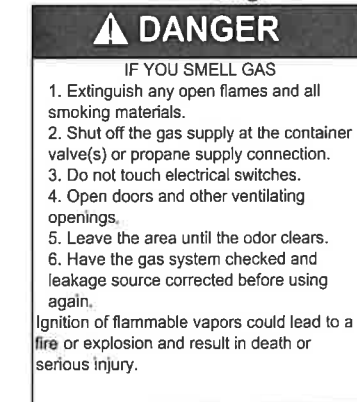 DANGER
IF YOU SMELL GAS
1. Extinguish any open flames and all
smoking materials.
2. Shut off the gas supply at the container
valve(s) or propane supply connection.
3. Do not touch electrical switches.
4. Open doors and other ventilating
openings.
5. Leave the area until the odor clears.
6. Have the gas system checked and
leakage source corrected before using
again.
Ignition of flammable vapors could lead to a
fire or explosion and result in death or
serious injury.